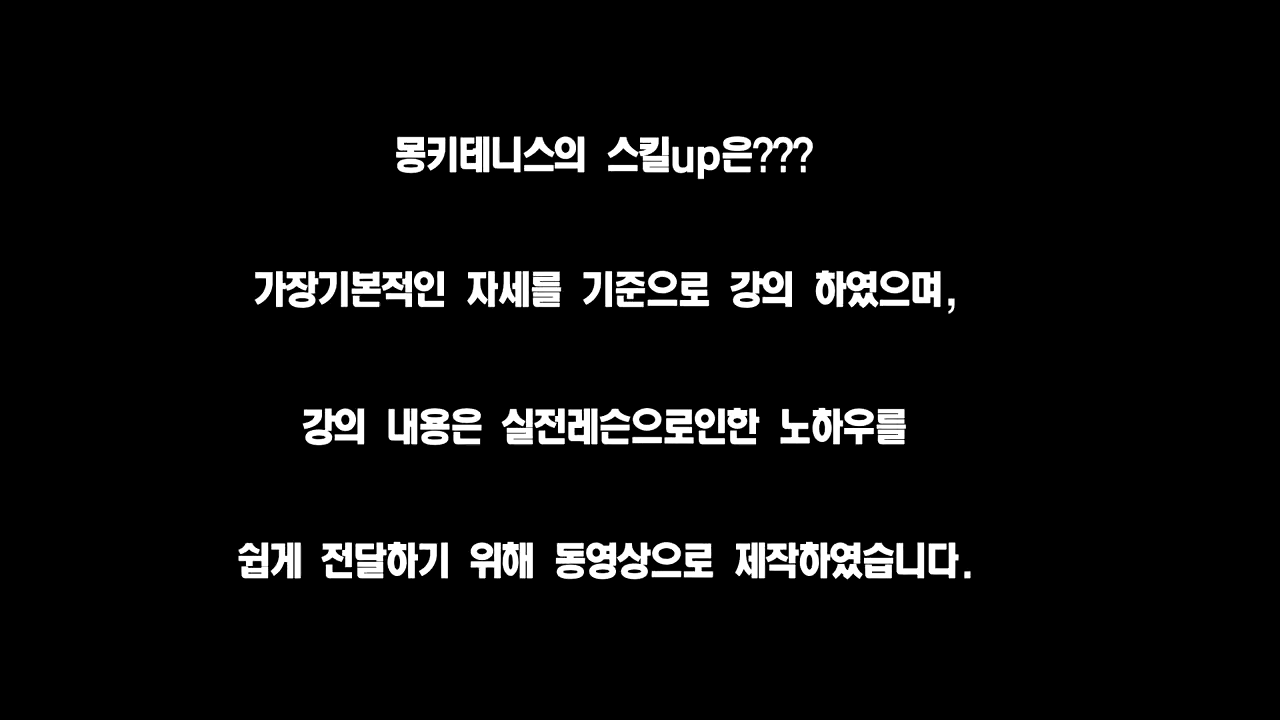 몽키테니스의 스킬up은???
가장기본적인 자세를 기준으로 강의 하였으며,
강의 내용은 실전레슨으로인한 노하우를
쉽게 전달하기 위해 동영상으로 제작하였습니다.